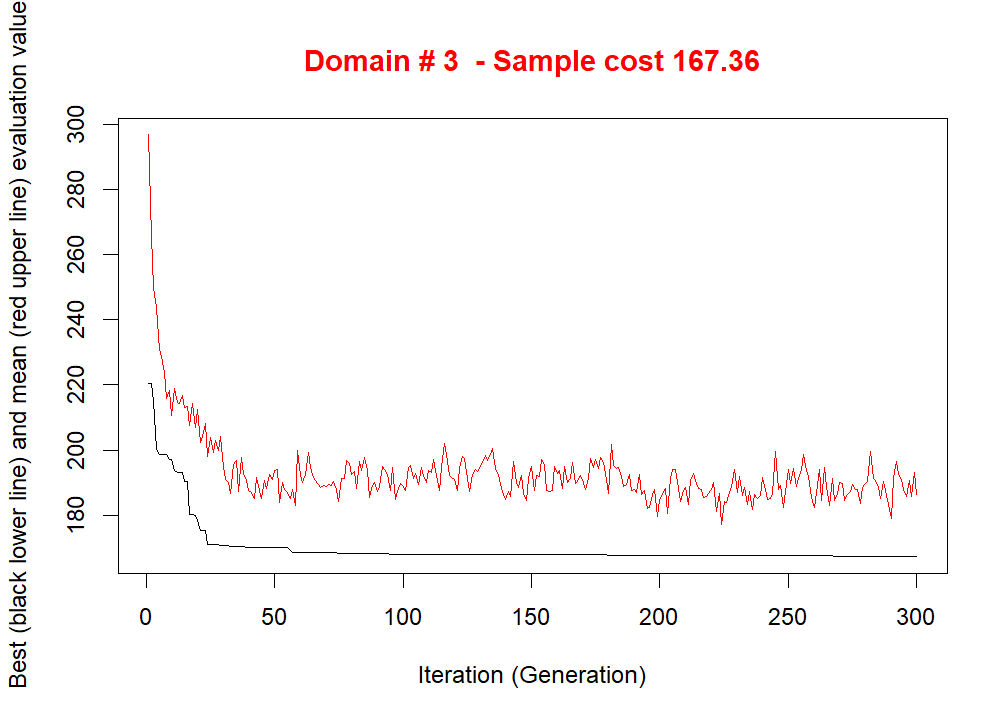 Domain # 3  - Sample cost 167.36
Best (black lower line) and mean (red upper line) evaluation value
300
280
260
240
220
200
180
0 50 100 150 200 250 300
Iteration (Generation)